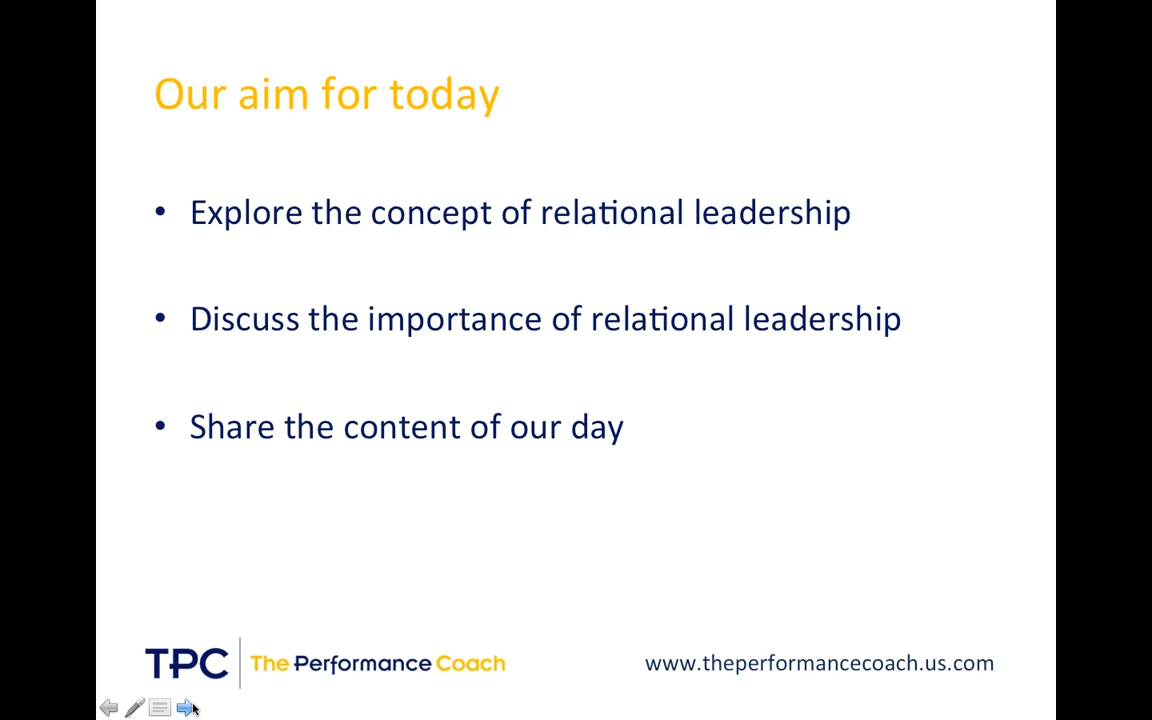 Our aim for today
• Explore the concept of relational leadership
• Discuss the importance of relational leadership
• Share the content of our day
TPC The Performance Coach
www.theperformancecoach.us.com